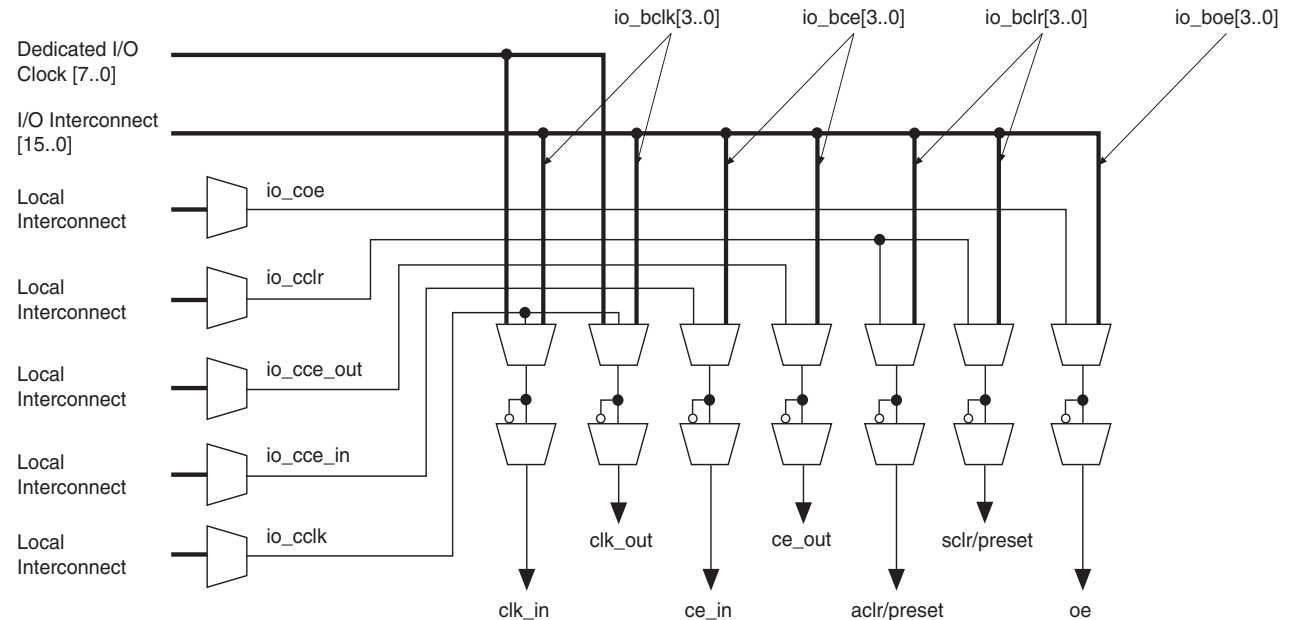 io_bclk[3..0] io_bce[3..0] io_bclr[3..0] io_boe[3..0]
Dedicated I/O
Clock [7..0]
I/O Interconnect
[15..0]
Local
Interconnect
io_coe
Local
Interconnect
io_cclr
Local
Interconnect
io_cce_out
Local
Interconnect
io_cce_in
Local
Interconnect
io_cclk
clk_out ce_out sclr/preset
clk_in ce_in aclr/preset oe